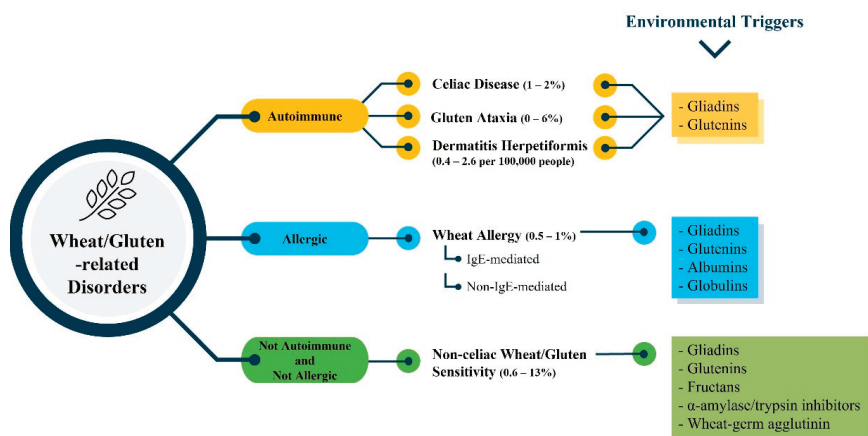 Environmental Triggers
Wheat/Gluten
-related
Disorders
Autoimmune
Celiac Disease (1 – 2%)
Gluten Ataxia (0 – 6%)
Dermatitis Herpetiformis
(0.4 – 2.6 per 100,000 people)
- Gliadins
- Glutenins
Allergic
Wheat Allergy (0.5 – 1%)
IgE-mediated
Non-IgE-mediated
- Gliadins
- Glutenins
- Albumins
- Globulins
Not Autoimmune
and
Not Allergic
Non-celiac Wheat/Gluten
Sensitivity (0.6 – 13%)
- Gliadins
- Glutenins
- Fructans
- α-amylase/trypsin inhibitors
- Wheat-germ agglutinin